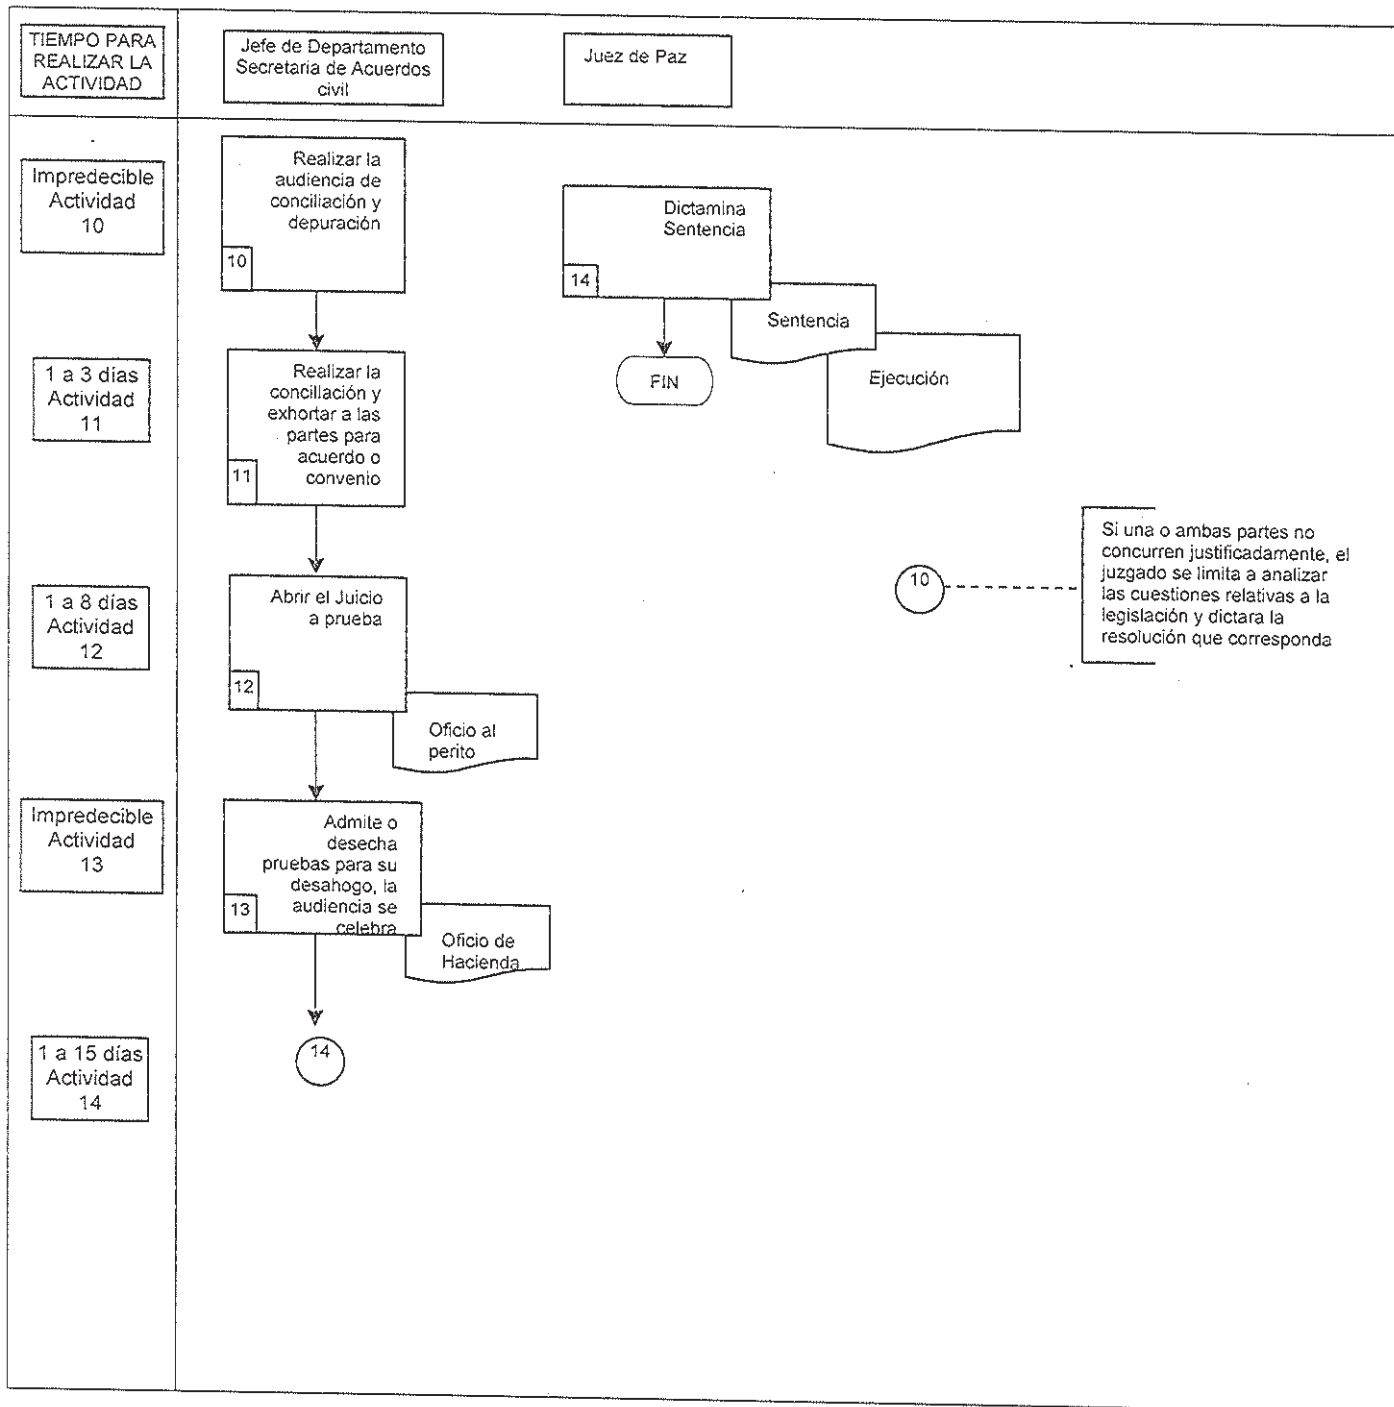 TIEMPO PARA
REALIZAR LA
ACTIVIDAD
Jefe de Departamento
Secretaria de Acuerdos
civil
Juez de Paz
Impredecible
Actividad
10
Realizar la
audiencia de
conciliación y
depuración
10
Dictamina
Sentencia
14
Sentencia
Ejecución
FIN
1 a 3 días
Actividad
11
Realizar la
conciliación y
exhortar a las
partes para
acuerdo o
convenio
11
10
Si una o ambas partes no
concurren justificadamente, el
juzgado se limita a analizar
las cuestiones relativas a la
legislación y dictara la
resolución que corresponda
1 a 8 días
Actividad
12
Abrir el Juicio
a prueba
12
Oficio al
perito
Impredecible
Actividad
13
Admite o
desecha
pruebas para su
desahogo, la
audiencia se
celebra
13
Oficio de
Hacienda
1 a 15 días
Actividad
14
14